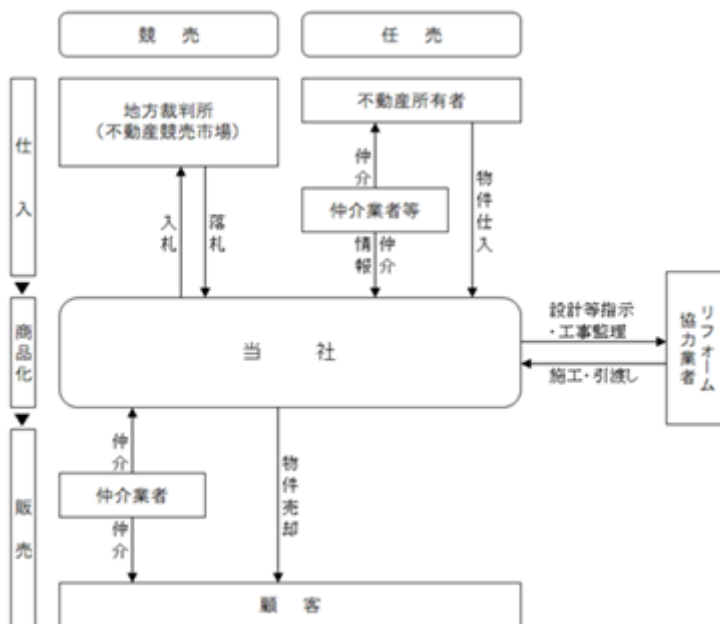 競　売
任　売
仕入
地方裁判所
（不動産競売市場）
不動産所有者
仲介
仲介業者等
物件仕入
入札
落札
情報
仲介
商品化
当　社
設計等指示
・工事監理
施工・引渡し
リフォーム
協力業者
販売
仲介
仲介業者
仲介
物件売却
顧　客